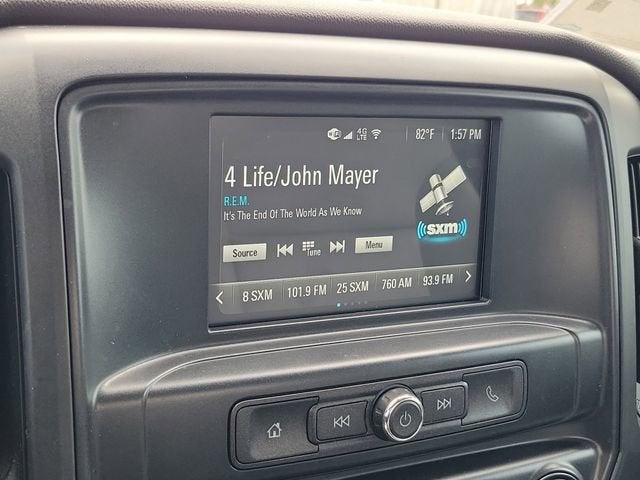 4G LTE 82°F 1:57 PM
4 Life/John Mayer
R.E.M.
It's The End Of The World As We Know
((sxm))
Source Tune Menu
8 SXM 101.9 FM 25 SXM 760 AM 93.9 FM